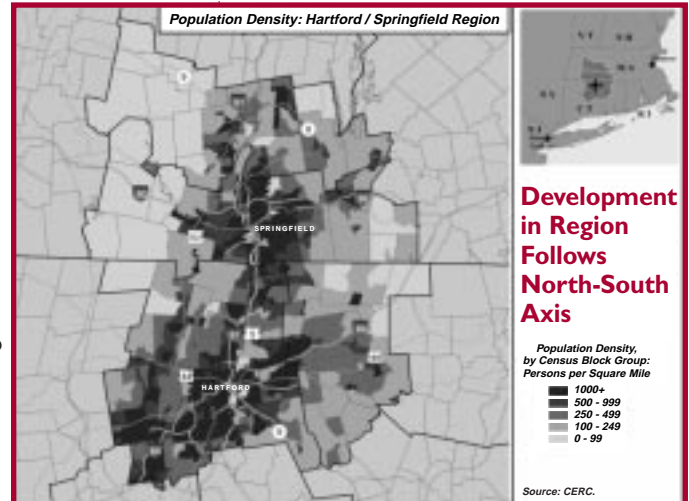 Population Density: Hartford / Springfield Region
SPRINGFIELD
HARTFORD
Development
in Region
Follows
North-South
Axis
Population Density,
by Census Block Group:
Persons per Square Mile
1000+
500 - 999
250 - 499
100 - 249
0 - 99
Source: CERC.